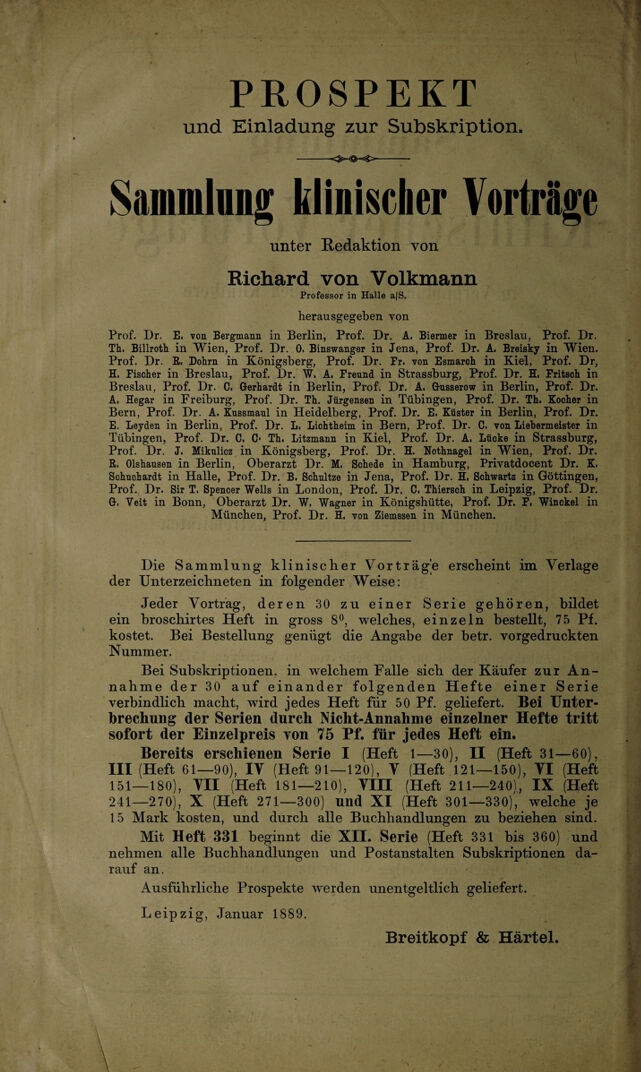 PROSPEKT
und Einladung zur Subskription.
Sammlung klinischer Vorträge
unter Redaktion von
Richard von Volkmann
Professor in Halle a/S.
herausgegeben von
Prof. Dr. E. von Bergmann in Berlin, Prof. Dr. A. Biermer in Breslau, Prof. Dr.
Th. Billroth in Wien, Prof. Dr. O. Binswanger in Jena, Prof. Dr. A. Breisky in Wien.
Prof. Dr. R. Dohrn in Königsberg, Prof. Dr. Fr. von Esmarch in Kiel, Prof. Dr,
H. Fischer in Breslau, Prof. Dr. W. A. Freund in Strassburg, Prof. Dr. H. Fritsch in
Breslau, Prof. Dr. C. Gerhardt in Berlin, Prof. Dr. A. Gusserow in Berlin, Prof. Dr.
A. Hegar in Freiburg, Prof. Dr. Th. Jürgensen in Tübingen, Prof. Dr. Th. Kocher in
Bern, Prof. Dr. A. Kussmaul in Heidelberg, Prof. Dr. E. Küster in Berlin, Prof. Dr.
E. Leyden in Berlin, Prof. Dr. L. Lichtheim in Bern, Prof. Dr. C. von Liebermeister in
Tübingen, Prof. Dr. C. C. Th. Litzmann in Kiel, Prof. Dr. A. Lücke in Strassburg,
Prof. Dr. J. Mikulicz in Königsberg, Prof. Dr. H. Nothnagel in Wien, Prof. Dr.
R. Olshausen in Berlin, Oberarzt Dr. M. Schede in Hamburg, Privatdocent Dr. K.
Schuchardt in Halle, Prof. Dr. B. Schultze in Jena, Prof. Dr. H. Schwartz in Göttingen,
Prof. Dr. Sir T. Spencer Wells in London, Prof. Dr. C. Thiersch in Leipzig, Prof. Dr.
G. Veit in Bonn, Oberarzt Dr. W. Wagner in Königshütte, Prof. Dr. F. Winckel in
München, Prof. Dr. H. von Ziemssen in München.
Die Sammlung klinischer Vorträge erscheint im Verlage
der Unterzeichneten in folgender Weise:
Jeder Vortrag, deren 30 zu einer Serie gehören, bildet
ein broschirtes Heft in gross 8⁰, welches, einzeln bestellt, 75 Pf.
kostet. Bei Bestellung genügt die Angabe der betr. vorgedruckten
Nummer.
Bei Subskriptionen, in welchem Falle sich der Käufer zur An-
nahme der 30 auf einander folgenden Hefte einer Serie
verbindlich macht, wird jedes Heft für 50 Pf. geliefert. Bei Unter-
brechung der Serien durch Nicht-Annahme einzelner Hefte tritt
sofort der Einzelpreis von 75 Pf. für jedes Heft ein.
Bereits erschienen Serie I (Heft 1—30), II (Heft 31—60),
III (Heft 61—90), IV (Heft 91—120), V (Heft 121—150), VI (Heft
151—180), VII (Heft 181—210), VIII (Heft 211—240), IX (Heft
241—270), X (Heft 271—300) und XI (Heft 301—330), welche je
15 Mark kosten, und durch alle Buchhandlungen zu beziehen sind.
Mit Heft 331 beginnt die XII. Serie (Heft 331 bis 360) und
nehmen alle Buchhandlungen und Postanstalten Subskriptionen da-
rauf an.
Ausführliche Prospekte werden unentgeltlich geliefert.
Leipzig, Januar 1889.
Breitkopf & Härtel.